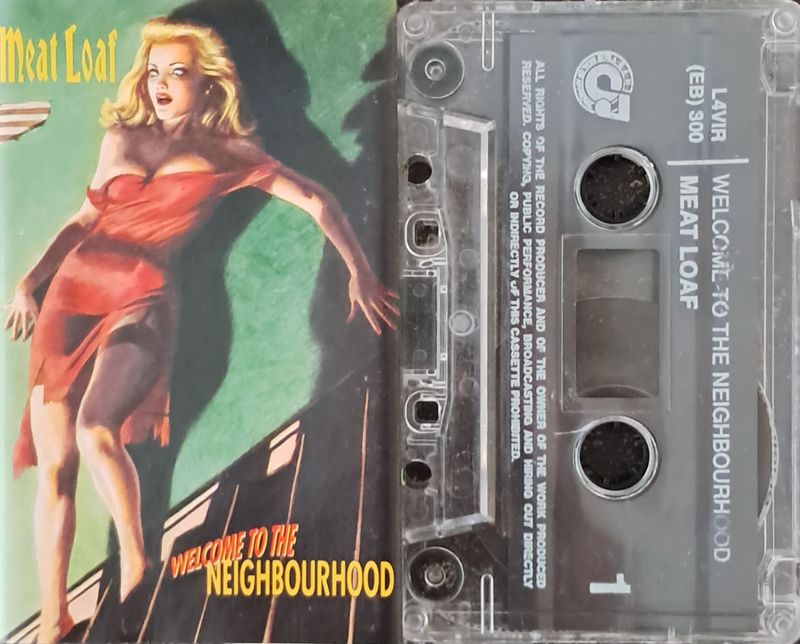 Meat Loaf
WELCOME TO THE
NEIGHBOURHOOD
L4VIR
(EB) 300
WELCOME TO THE NEIGHBOURHOOD
MEAT LOAF
ALL RIGHTS OF THE RECORD PRODUCER AND OF THE OWNER OF THE WORK PRODUCED
RESERVED. COPYING, PUBLIC PERFORMANCE, BROADCASTING AND HIRING OUT DIRECTLY
OR INDIRECTLY OF THIS CASSETTE PROHIBITED.
1